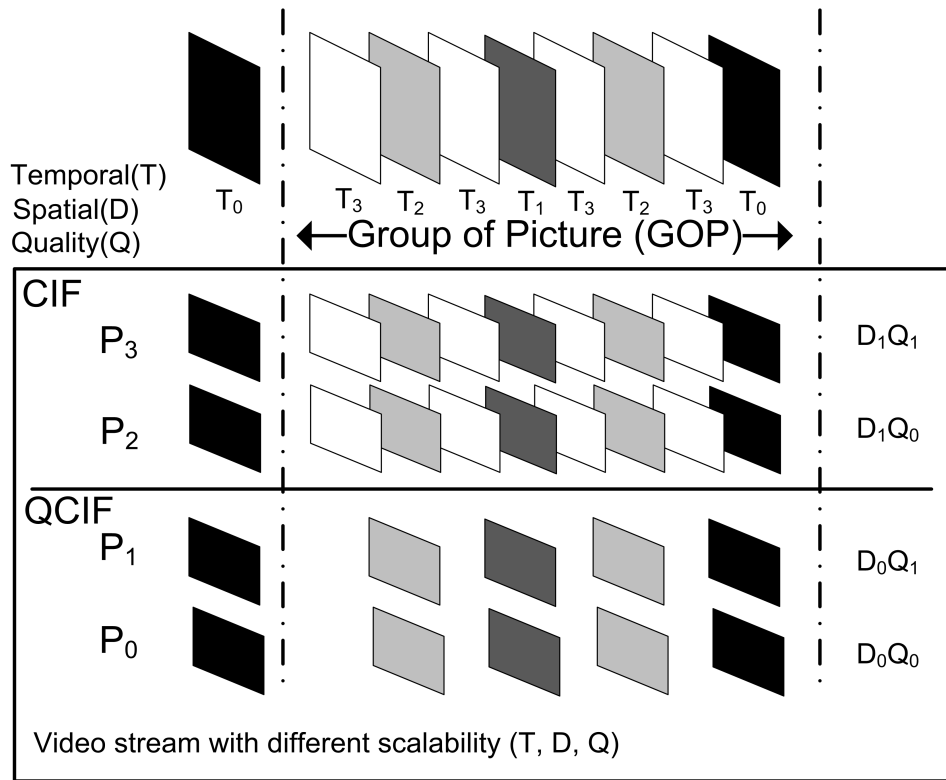 Temporal(T)
Spatial(D)
Quality(Q)
T₀
T₃ T₂ T₃ T₁ T₃ T₂ T₃ T₀
Group of Picture (GOP)
CIF
P₃ D₁Q₁
P₂ D₁Q₀
QCIF
P₁ D₀Q₁
P₀ D₀Q₀
Video stream with different scalability (T, D, Q)